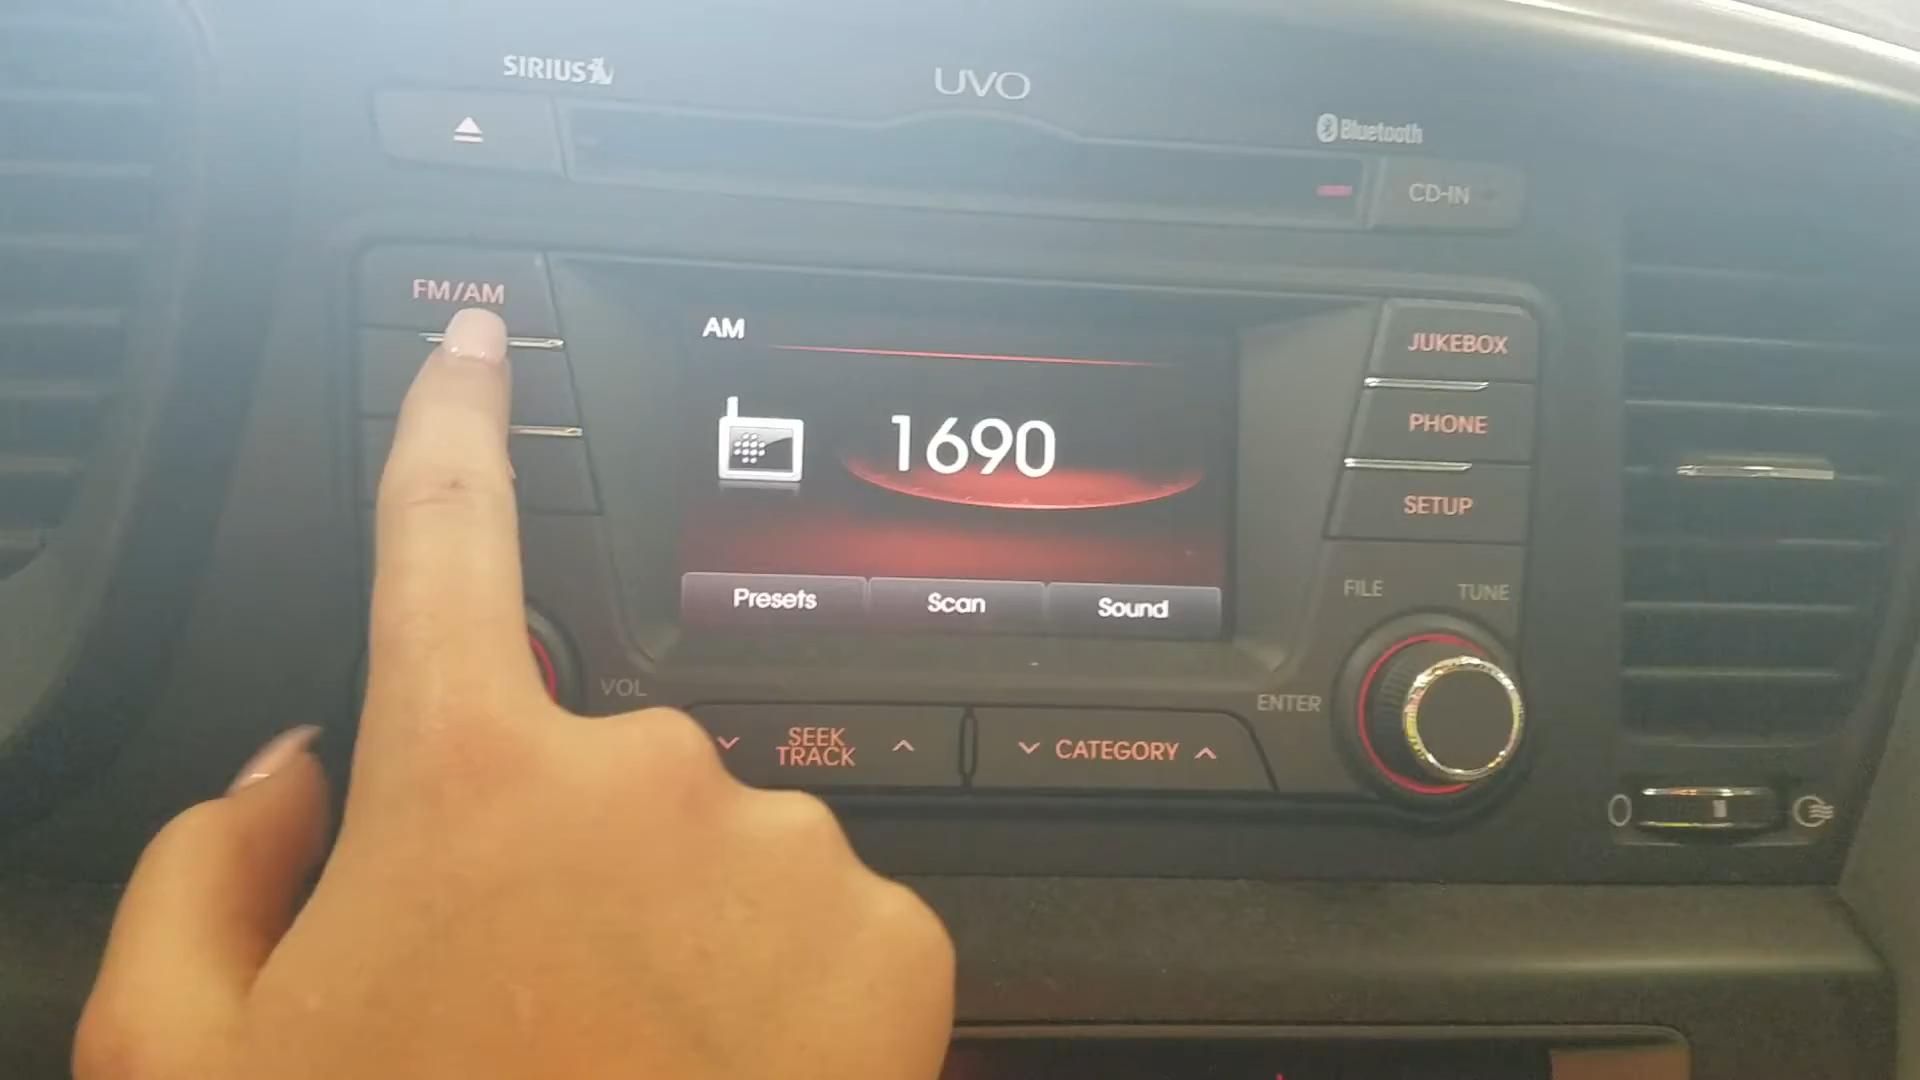 SIRIUS
UVO
Bluetooth
CD-IN
FM/AM
AM
1690
Presets
Scan
Sound
JUKEBOX
PHONE
SETUP
FILE
TUNE
VOL
ENTER
SEEK
TRACK
CATEGORY
0